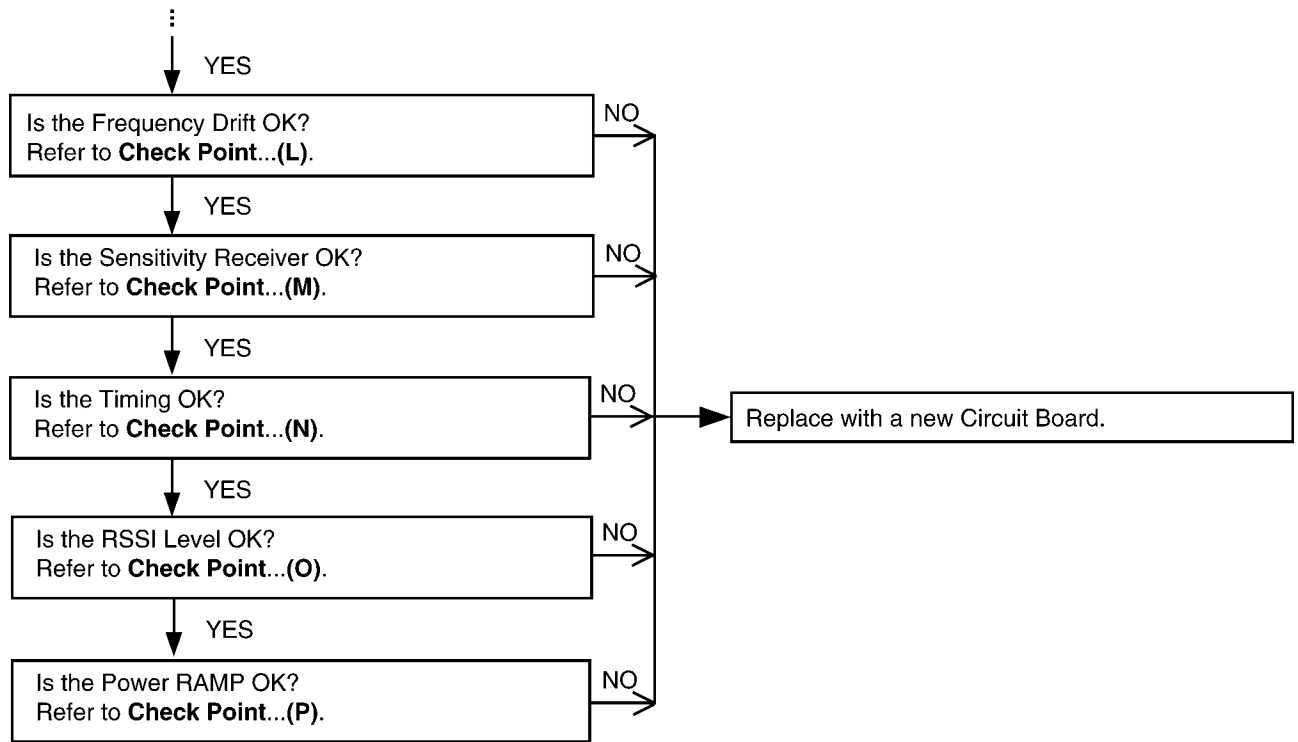 ⋮
YES
Is the Frequency Drift OK?
Refer to Check Point...(L).
NO
YES
Is the Sensitivity Receiver OK?
Refer to Check Point...(M).
NO
YES
Is the Timing OK?
Refer to Check Point...(N).
NO
Replace with a new Circuit Board.
YES
Is the RSSI Level OK?
Refer to Check Point...(O).
NO
YES
Is the Power RAMP OK?
Refer to Check Point...(P).
NO